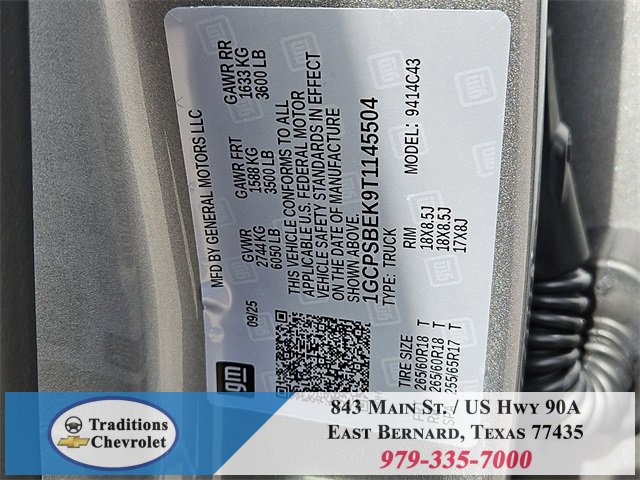 MFD BY GENERAL MOTORS LLC
09/25
GVWR GAWR FRT GAWR RR
2744KG 1588 KG 1633 KG
6050 LB 3500 LB 3600 LB
THIS VEHICLE CONFORMS TO ALL
APPLICABLE U.S. FEDERAL MOTOR
VEHICLE SAFETY STANDARDS IN EFFECT
ON THE DATE OF MANUFACTURE
SHOWN ABOVE.
1GCPSBEK9T1145504
TYPE: TRUCK MODEL: 9414C43
TIRE SIZE RIM
265/60R18 T 18X8.5J
265/60R18 T 18X8.5J
255/65R17 T 17X8J
gm
Traditions
Chevrolet
843 Main St. / US Hwy 90A
East Bernard, Texas 77435
979-335-7000